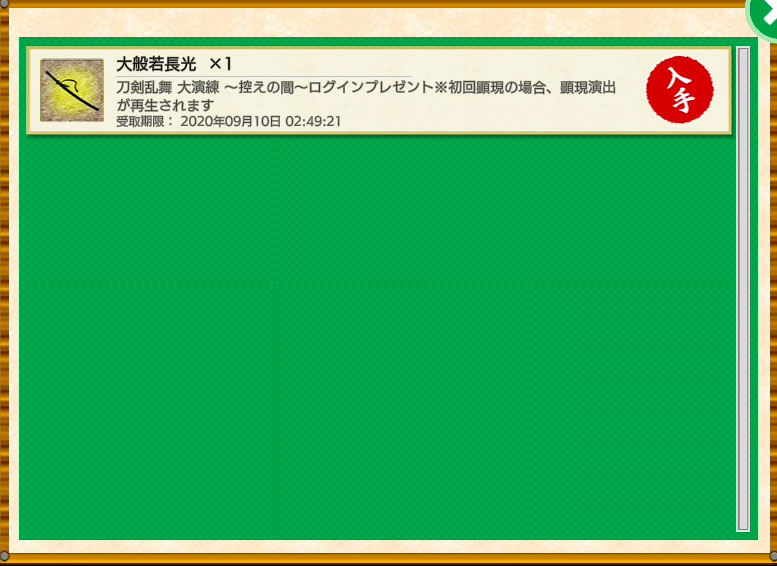 大般若長光 ×1
刀剣乱舞 大演練 ～控えの間～ログインプレゼント※初回顕現の場合、顕現演出
が再生されます
受取期限： 2020年09月10日 02:49:21
入手